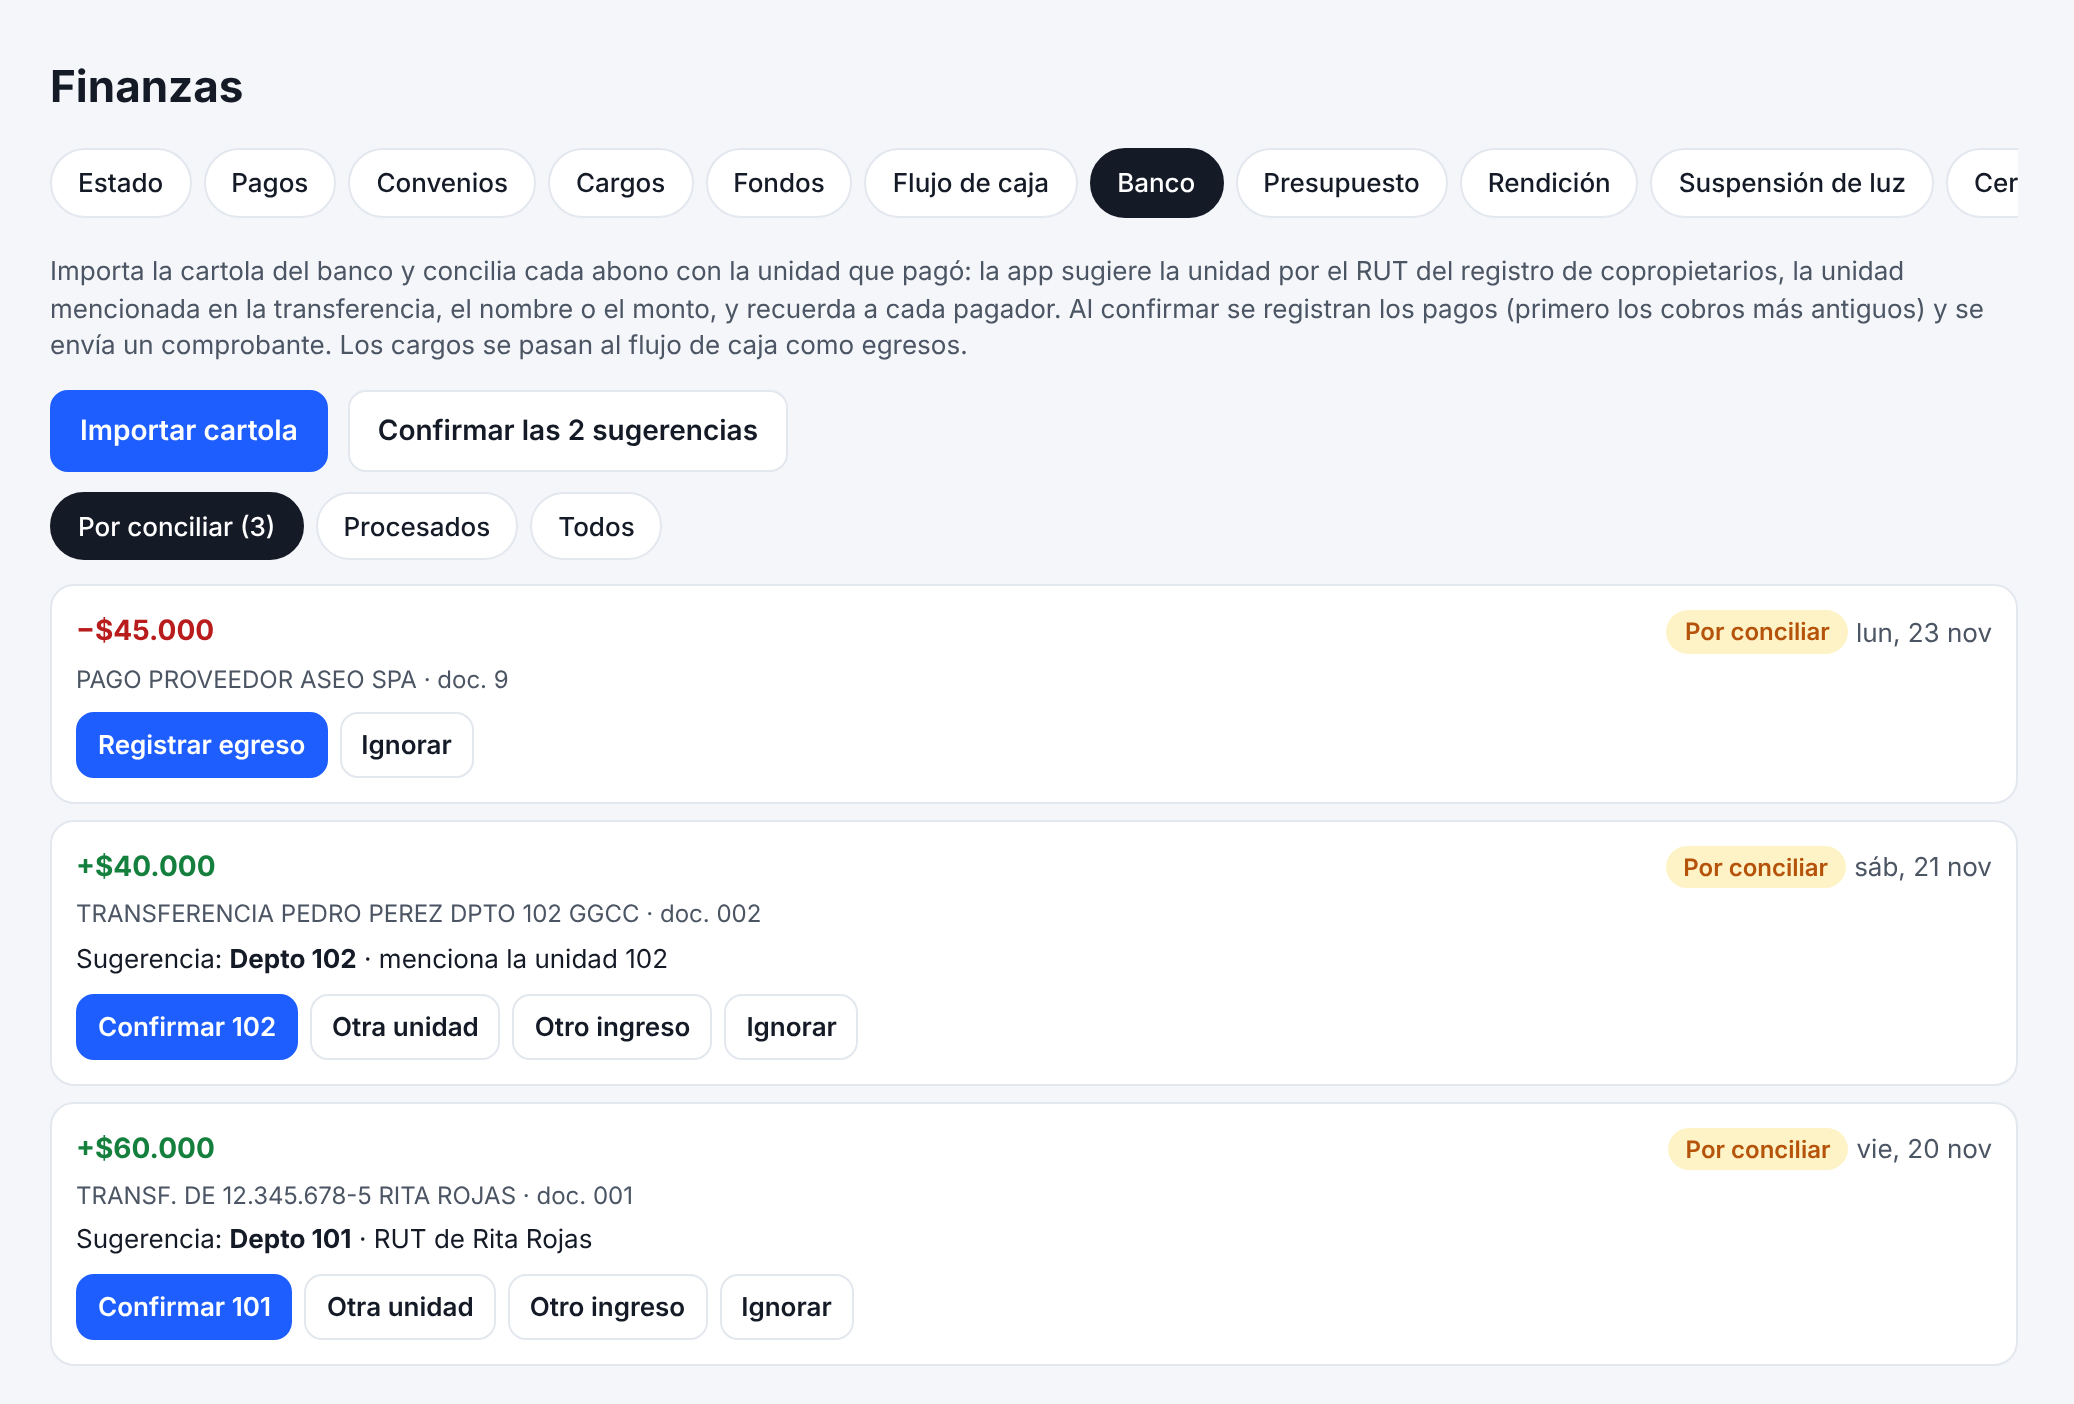 Finanzas
Estado Pagos Convenios Cargos Fondos Flujo de caja Banco Presupuesto Rendición Suspensión de luz Cer
Importa la cartola del banco y concilia cada abono con la unidad que pagó: la app sugiere la unidad por el RUT del registro de copropietarios, la unidad
mencionada en la transferencia, el nombre o el monto, y recuerda a cada pagador. Al confirmar se registran los pagos (primero los cobros más antiguos) y se
envía un comprobante. Los cargos se pasan al flujo de caja como egresos.
Importar cartola Confirmar las 2 sugerencias
Por conciliar (3) Procesados Todos
−$45.000 Por conciliar lun, 23 nov
PAGO PROVEEDOR ASEO SPA · doc. 9
Registrar egreso Ignorar
+$40.000 Por conciliar sáb, 21 nov
TRANSFERENCIA PEDRO PEREZ DPTO 102 GGCC · doc. 002
Sugerencia: Depto 102 · menciona la unidad 102
Confirmar 102 Otra unidad Otro ingreso Ignorar
+$60.000 Por conciliar vie, 20 nov
TRANSF. DE 12.345.678-5 RITA ROJAS · doc. 001
Sugerencia: Depto 101 · RUT de Rita Rojas
Confirmar 101 Otra unidad Otro ingreso Ignorar